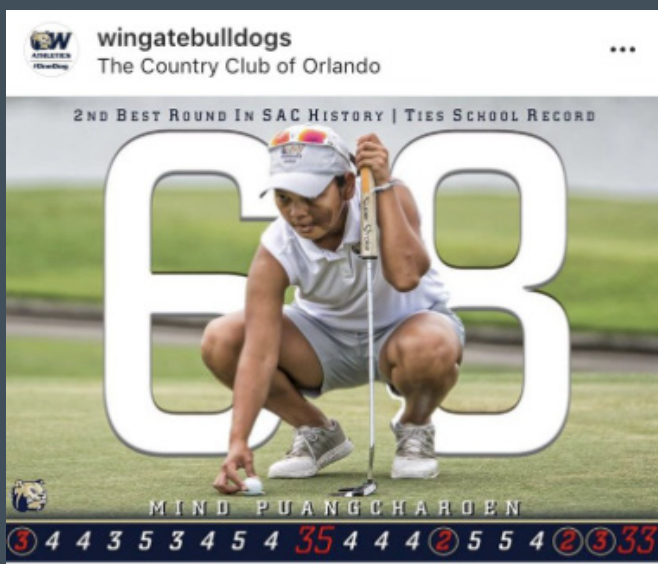 wingatebulldogs
The Country Club of Orlando
W
ATHLETICS
#OneDog
2ND BEST ROUND IN SAC HISTORY | TIES SCHOOL RECORD
68
MIND PUANGCHAROEN
3 4 4 3 5 3 4 5 4 35 4 4 4 2 5 5 4 2 3 33